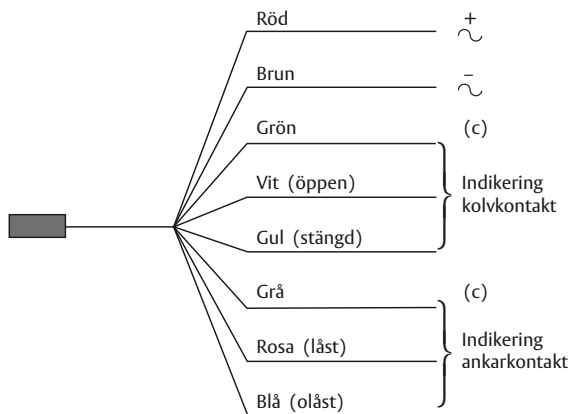 Röd +
Brun –
Grön (c)
Vit (öppen)
Indikering
kolvkontakt
Gul (stängd)
Grå (c)
Rosa (låst)
Indikering
ankarkontakt
Blå (olåst)